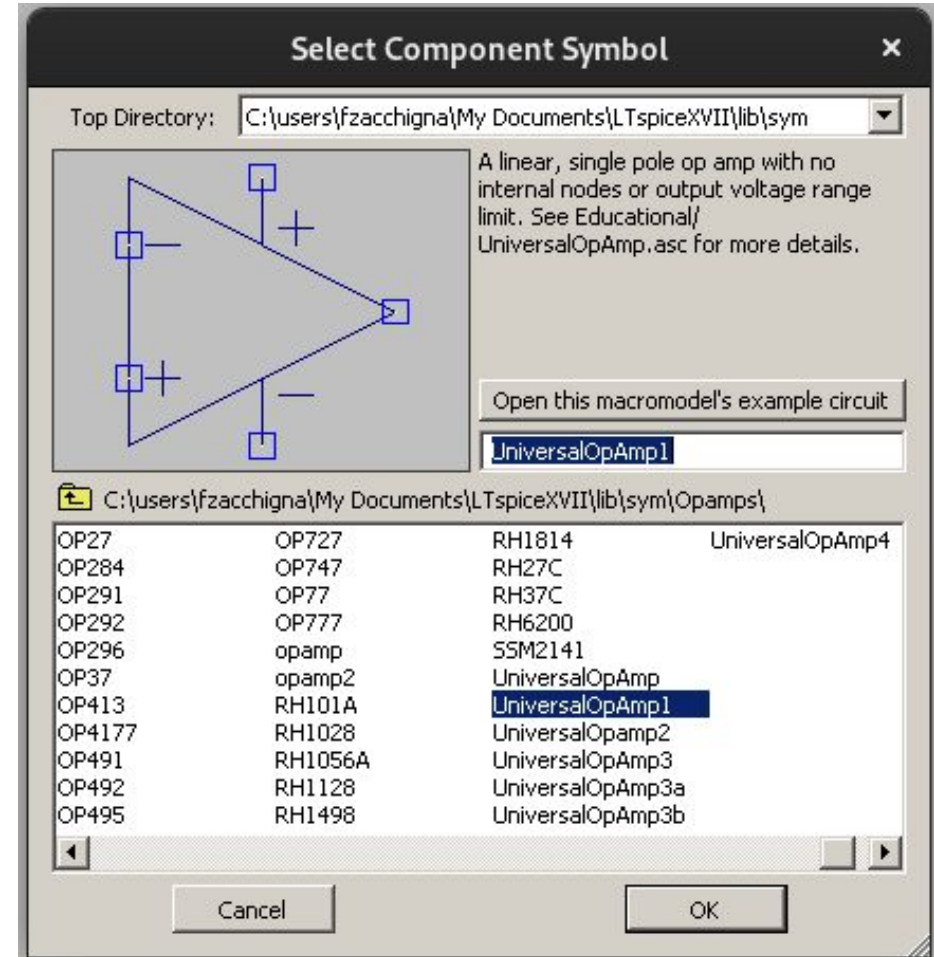 Select Component Symbol ×
Top Directory: C:\users\fzacchigna\My Documents\LTspiceXVII\lib\sym
A linear, single pole op amp with no
internal nodes or output voltage range
limit. See Educational/
UniversalOpAmp.asc for more details.
Open this macromodel's example circuit
UniversalOpAmp1
C:\users\fzacchigna\My Documents\LTspiceXVII\lib\sym\Opamps\
OP27 OP727 RH1814 UniversalOpAmp4
OP284 OP747 RH27C
OP291 OP77 RH37C
OP292 OP777 RH6200
OP296 opamp SSM2141
OP37 opamp2 UniversalOpAmp
OP413 RH101A UniversalOpAmp1
OP4177 RH1028 UniversalOpamp2
OP491 RH1056A UniversalOpAmp3
OP492 RH1128 UniversalOpAmp3a
OP495 RH1498 UniversalOpAmp3b
Cancel OK